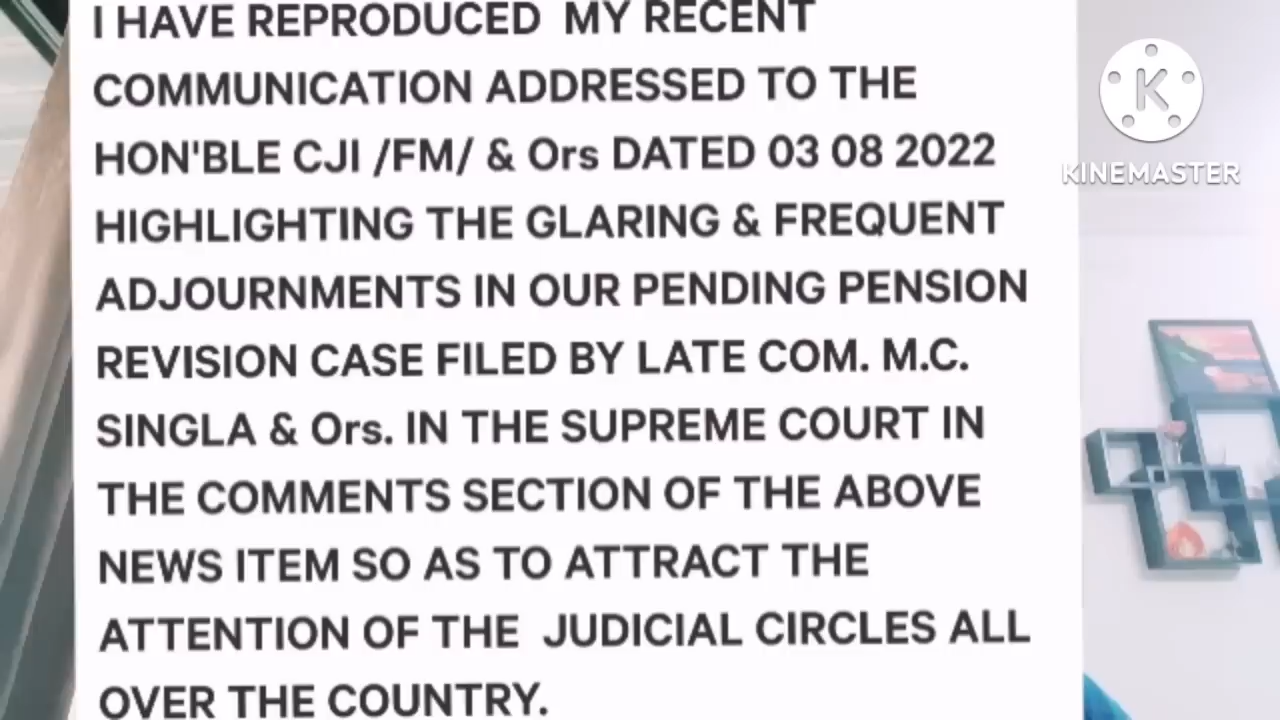 I HAVE REPRODUCED MY RECENT
COMMUNICATION ADDRESSED TO THE
HON'BLE CJI /FM/ & Ors DATED 03 08 2022
HIGHLIGHTING THE GLARING & FREQUENT
ADJOURNMENTS IN OUR PENDING PENSION
REVISION CASE FILED BY LATE COM. M.C.
SINGLA & Ors. IN THE SUPREME COURT IN
THE COMMENTS SECTION OF THE ABOVE
NEWS ITEM SO AS TO ATTRACT THE
ATTENTION OF THE JUDICIAL CIRCLES ALL
OVER THE COUNTRY.
K
KINEMASTER